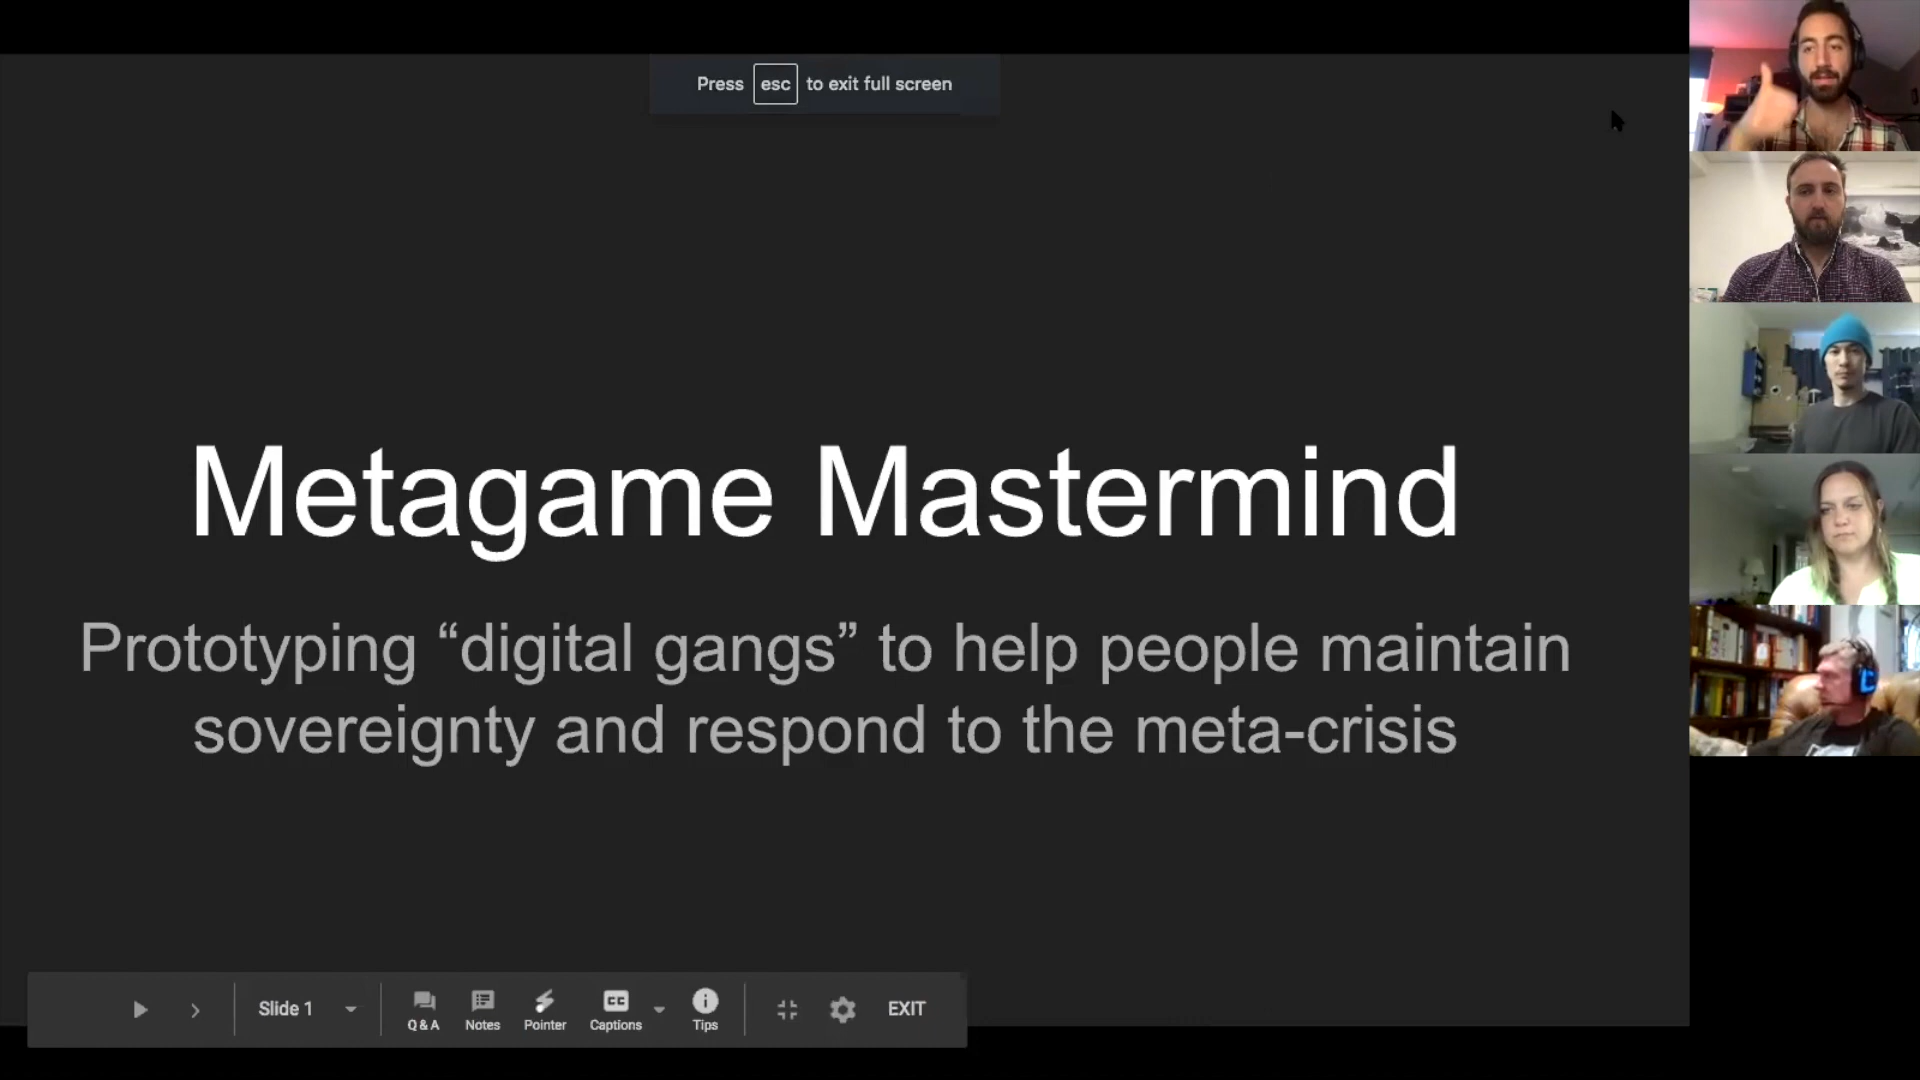 Press esc to exit full screen
Metagame Mastermind
Prototyping “digital gangs” to help people maintain
sovereignty and respond to the meta-crisis
Slide 1
Q & A
Notes
Pointer
CC
Captions
Tips
EXIT